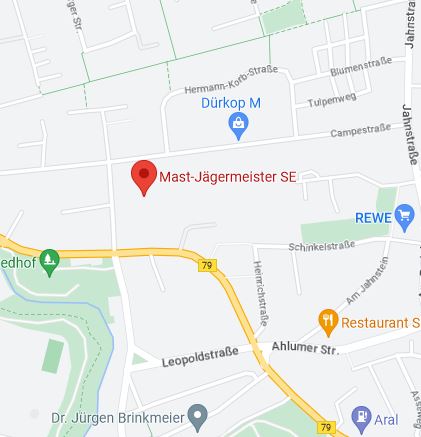 Jahnstraße
Blumenstraße
Hermann-Korb-Straße
Tulpenweg
Dürkop M
Campestraße
Jahnstraße
Mast-Jägermeister SE
REWE
Schinkelstraße
79
Heinrichstraße
Am Jahnstein
Restaurant S
Ahlumer Str.
Leopoldstraße
Dr. Jürgen Brinkmeier
79
Aral